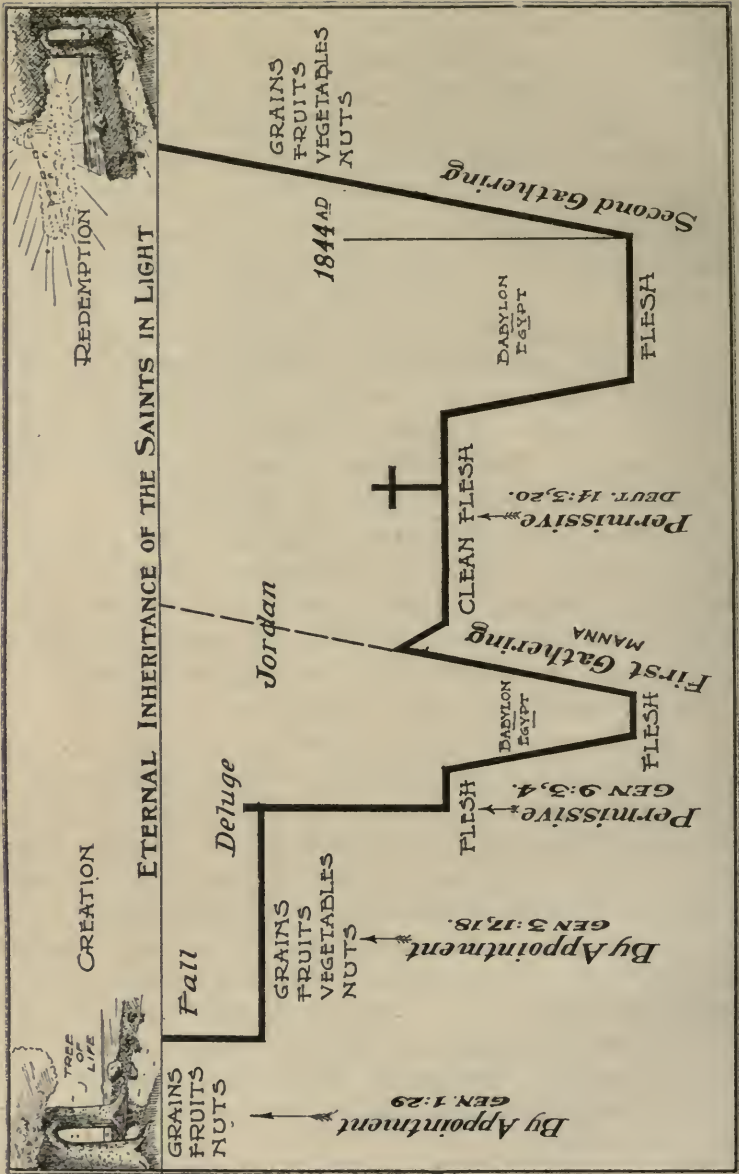 CREATION
REDEMPTION
TREE
OF
LIFE
ETERNAL INHERITANCE OF THE SAINTS IN LIGHT
GRAINS
FRUITS
NUTS
By Appointment
GEN. 1:29
Fall
GRAINS
FRUITS
VEGETABLES
NUTS
By Appointment
GEN 3:17,18.
Deluge
FLESH
Permissive
GEN 9:3,4.
BABYLON
EGYPT
FLESH
First Gathering
MANNA
Jordan
CLEAN FLESH
Permissive
DEUT. 14:3,20.
BABYLON
EGYPT
FLESH
1844 AD
Second Gathering
GRAINS
FRUITS
VEGETABLES
NUTS